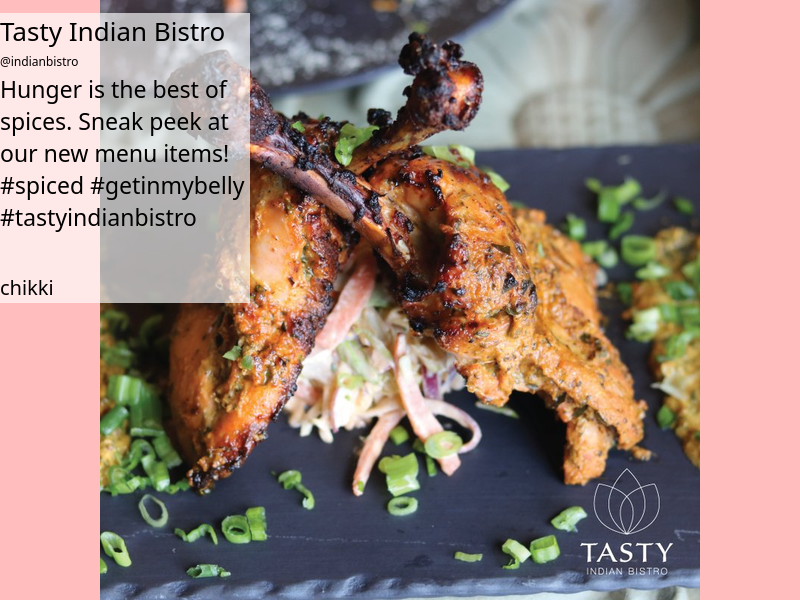 Tasty Indian Bistro
@indianbistro
Hunger is the best of
spices. Sneak peek at
our new menu items!
#spiced #getinmybelly
#tastyindianbistro
chikki
TASTY
INDIAN BISTRO